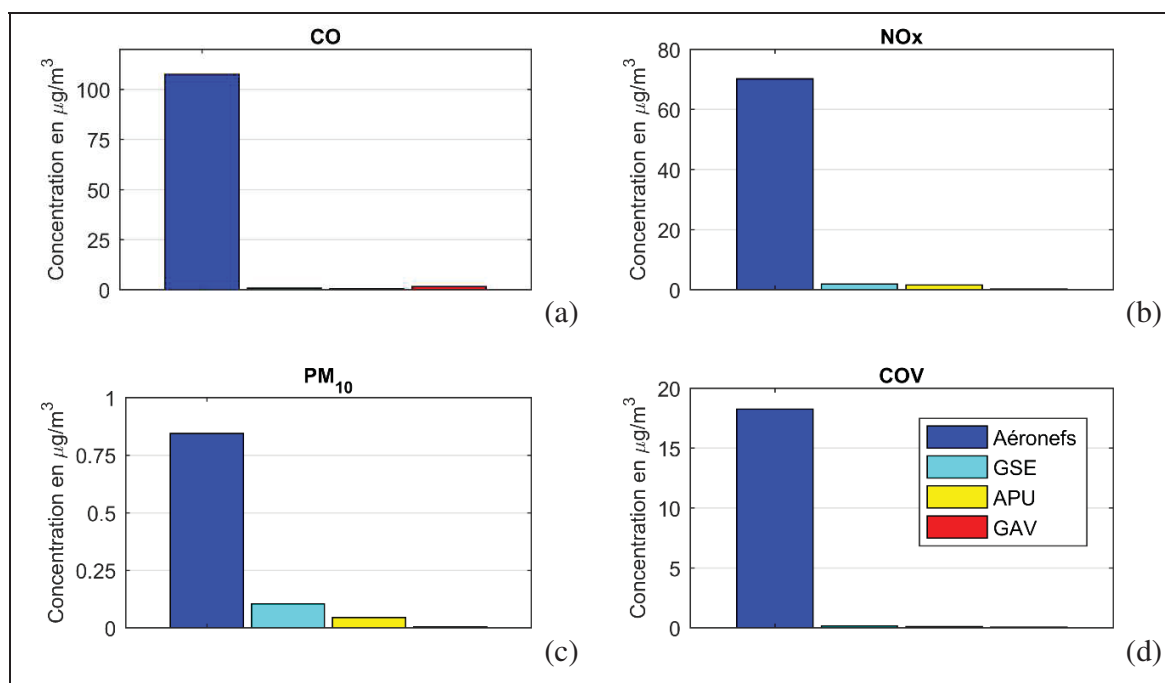 CO
Concentration en μg/m³
100
75
50
25
0
(a)
NOx
Concentration en μg/m³
80
60
40
20
0
(b)
PM₁₀
Concentration en μg/m³
1
0.75
0.5
0.25
0
(c)
COV
Concentration en μg/m³
20
15
10
5
0
Aéronefs
GSE
APU
GAV
(d)